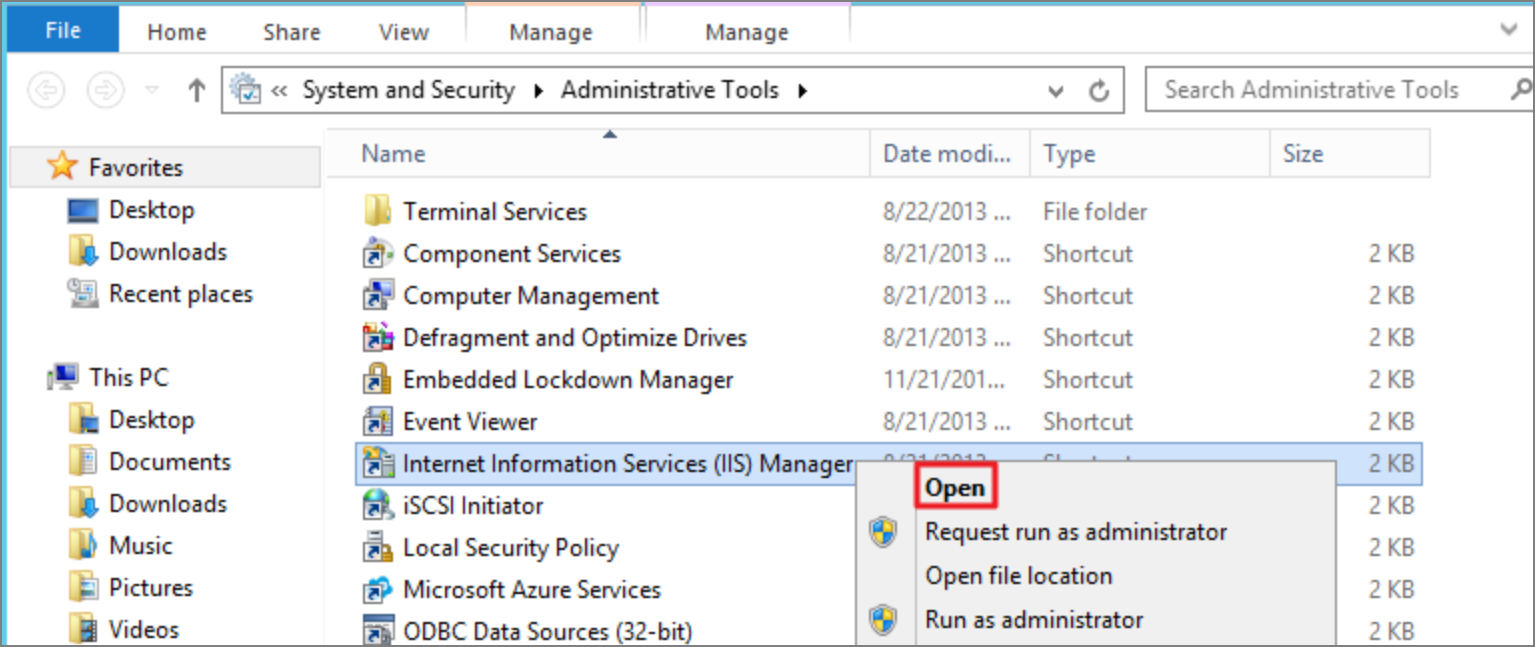 File Home Share View Manage Manage
« System and Security Administrative Tools Search Administrative Tools
Name Date modi... Type Size
Favorites
Desktop
Downloads
Recent places
This PC
Desktop
Documents
Downloads
Music
Pictures
Videos
Terminal Services 8/22/2013 ... File folder
Component Services 8/21/2013 ... Shortcut 2 KB
Computer Management 8/21/2013 ... Shortcut 2 KB
Defragment and Optimize Drives 8/21/2013 ... Shortcut 2 KB
Embedded Lockdown Manager 11/21/201... Shortcut 2 KB
Event Viewer 8/21/2013 ... Shortcut 2 KB
Internet Information Services (IIS) Manager 2 KB
iSCSI Initiator 2 KB
Local Security Policy 2 KB
Microsoft Azure Services 2 KB
ODBC Data Sources (32-bit) 2 KB
Open
Request run as administrator
Open file location
Run as administrator